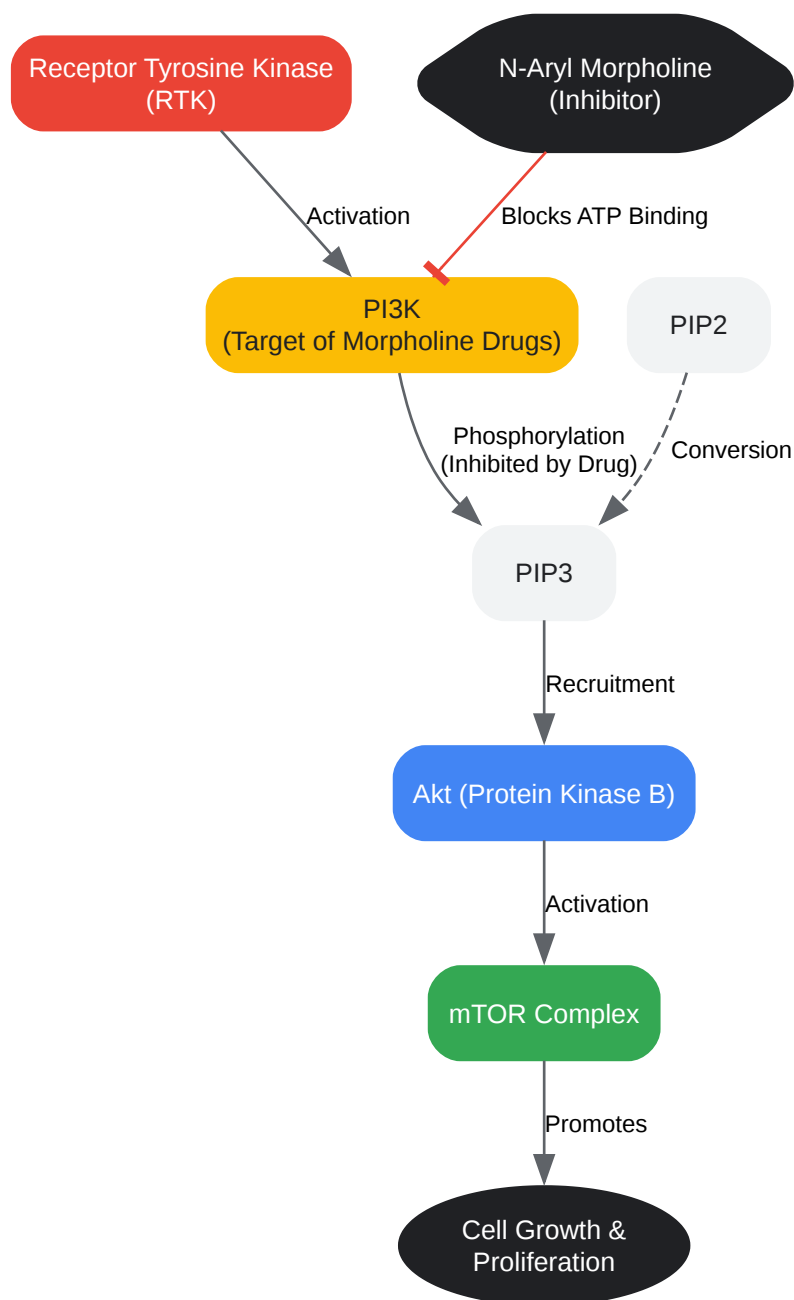 Receptor Tyrosine Kinase
(RTK)
N-Aryl Morpholine
(Inhibitor)
Activation
Blocks ATP Binding
PI3K
(Target of Morpholine Drugs)
PIP2
Phosphorylation
(Inhibited by Drug)
Conversion
PIP3
Recruitment
Akt (Protein Kinase B)
Activation
mTOR Complex
Promotes
Cell Growth &
Proliferation